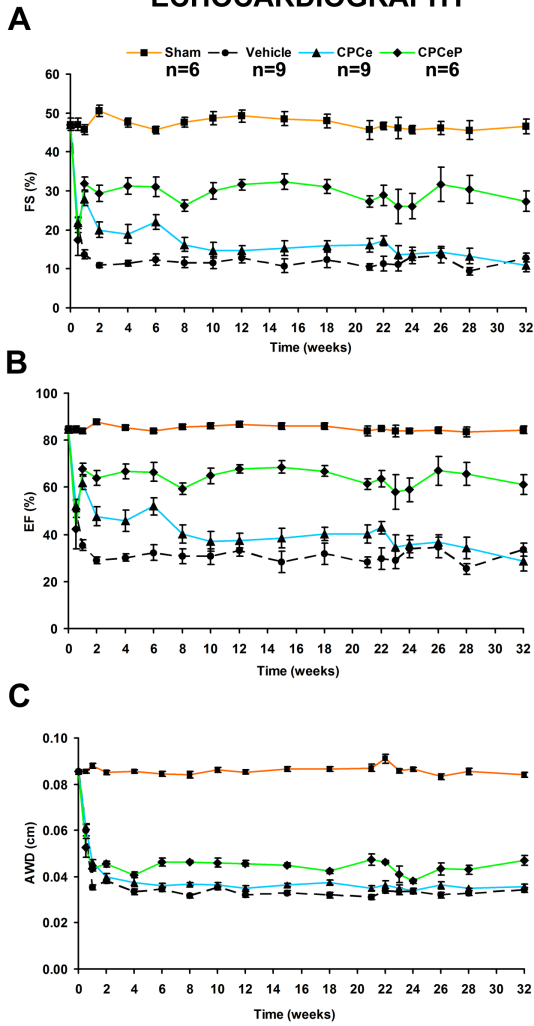 ECHOCARDIOGRAPHY
A
Sham Vehicle CPCe CPCeP
n=6 n=9 n=9 n=6
60
50
40
30
20
10
0
FS (%)
0 2 4 6 8 10 12 14 16 18 20 21 22 24 26 28 30 32
Time (weeks)
B
100
80
60
40
20
0
EF (%)
0 2 4 6 8 10 12 14 16 18 20 22 24 26 28 30 32
Time (weeks)
C
0.10
0.08
0.06
0.04
0.02
0.00
AWD (cm)
0 2 4 6 8 10 12 14 16 18 20 22 24 26 28 30 32
Time (weeks)